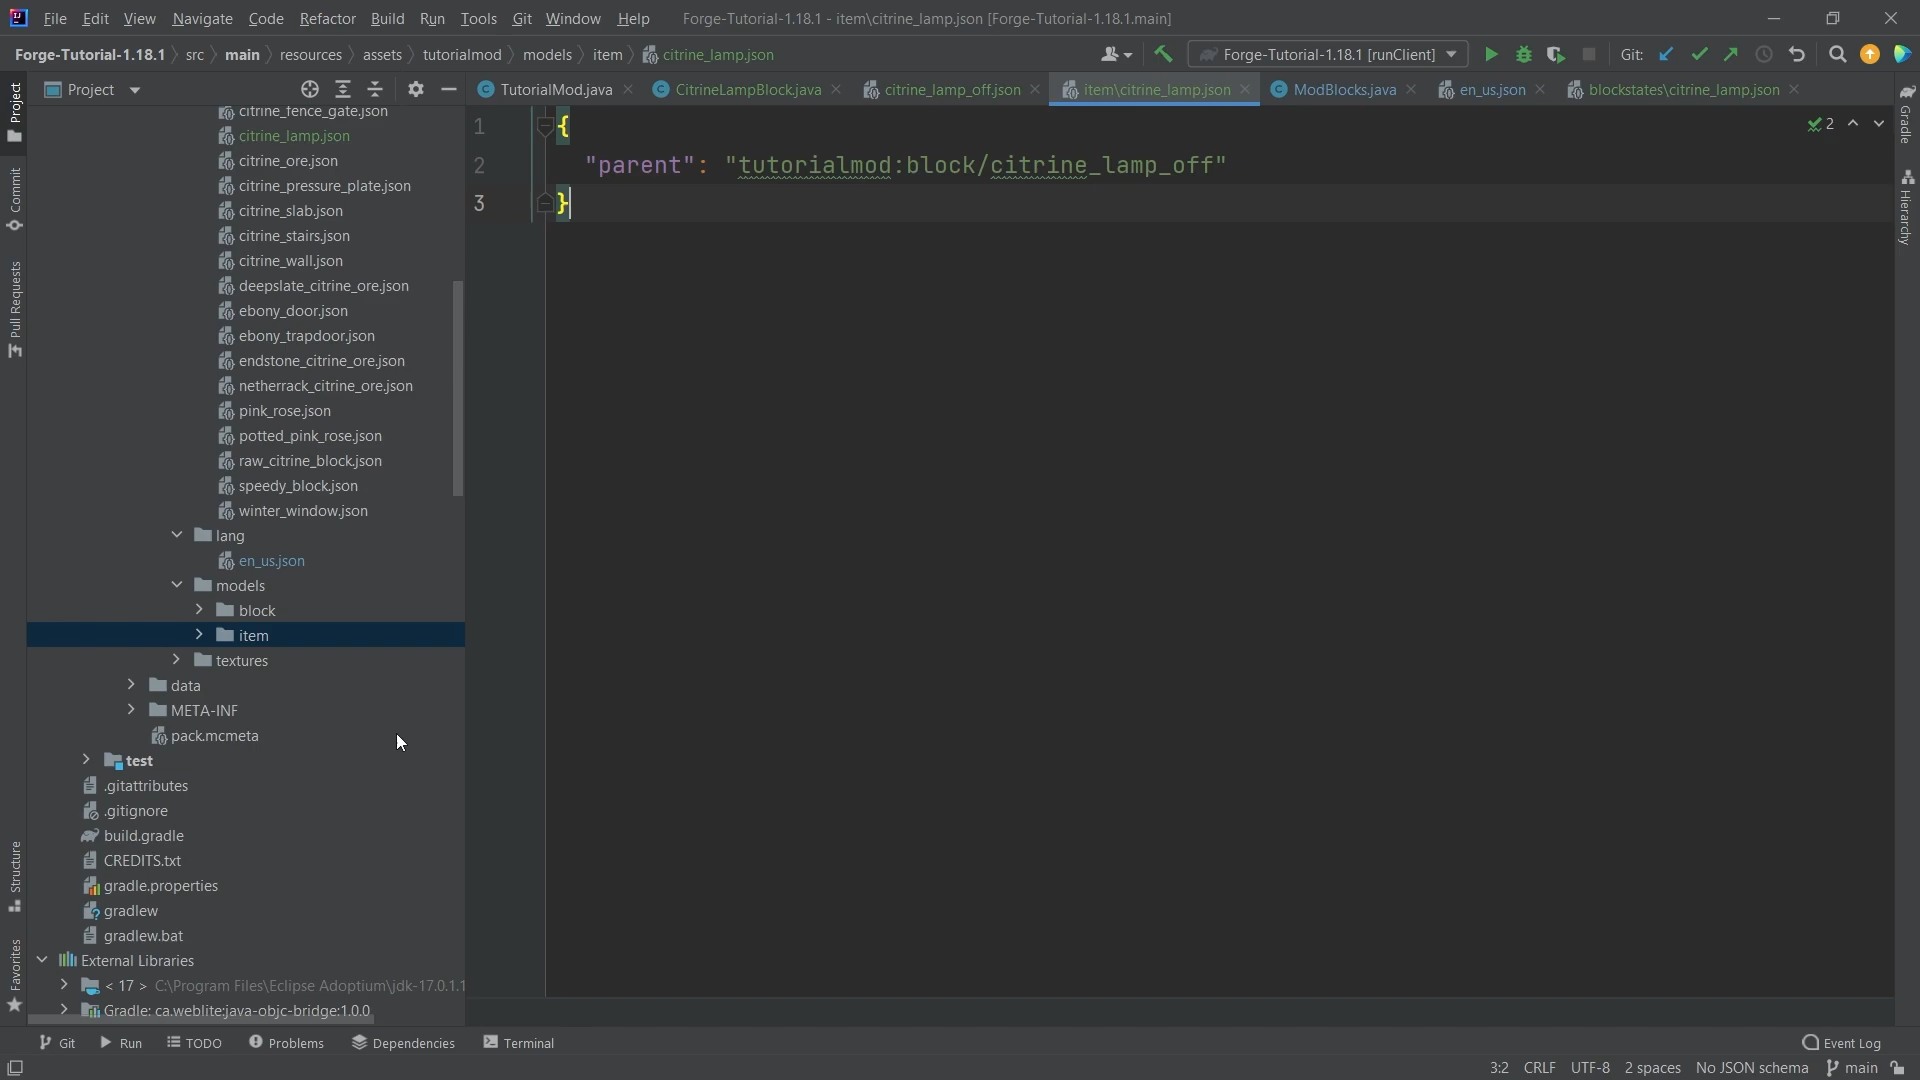 File Edit View Navigate Code Refactor Build Run Tools Git Window Help Forge-Tutorial-1.18.1 - item\citrine_lamp.json [Forge-Tutorial-1.18.1.main]
Forge-Tutorial-1.18.1 src main resources assets tutorialmod models item citrine_lamp.json Forge-Tutorial-1.18.1 [runClient] Git:
Project TutorialMod.java CitrineLampBlock.java citrine_lamp_off.json item\citrine_lamp.json ModBlocks.java en_us.json blockstates\citrine_lamp.json
Project
Commit
Pull Requests
Structure
Favorites
citrine_fence_gate.json
citrine_lamp.json
citrine_ore.json
citrine_pressure_plate.json
citrine_slab.json
citrine_stairs.json
citrine_wall.json
deepslate_citrine_ore.json
ebony_door.json
ebony_trapdoor.json
endstone_citrine_ore.json
netherrack_citrine_ore.json
pink_rose.json
potted_pink_rose.json
raw_citrine_block.json
speedy_block.json
winter_window.json
lang
en_us.json
models
block
item
textures
data
META-INF
pack.mcmeta
test
.gitattributes
.gitignore
build.gradle
CREDITS.txt
gradle.properties
gradlew
gradlew.bat
External Libraries
< 17 > C:\Program Files\Eclipse Adoptium\jdk-17.0.1.1
Gradle: ca.weblite:java-objc-bridge:1.0.0
1 {
2 "parent": "tutorialmod:block/citrine_lamp_off"
3 }
2
Gradle
Hierarchy
Git Run TODO Problems Dependencies Terminal Event Log
3:2 CRLF UTF-8 2 spaces No JSON schema main